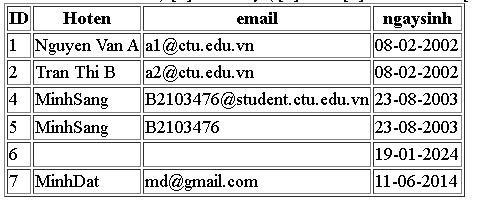 ID Hoten email ngaysinh
1 Nguyen Van A a1@ctu.edu.vn 08-02-2002
2 Tran Thi B a2@ctu.edu.vn 08-02-2002
4 MinhSang B2103476@student.ctu.edu.vn 23-08-2003
5 MinhSang B2103476 23-08-2003
6 19-01-2024
7 MinhDat md@gmail.com 11-06-2014